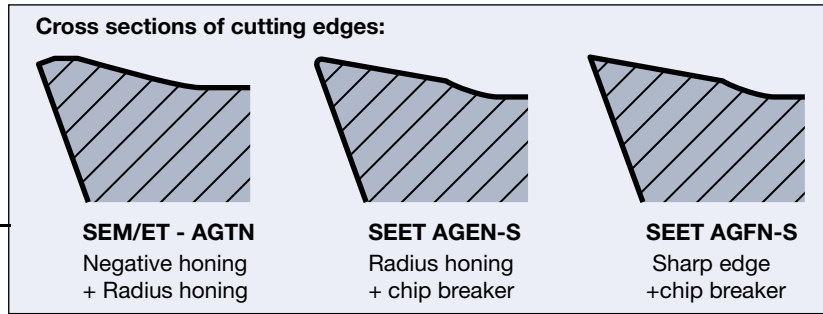 Cross sections of cutting edges:
SEM/ET - AGTN
Negative honing
+ Radius honing
SEET AGEN-S
Radius honing
+ chip breaker
SEET AGFN-S
Sharp edge
+chip breaker